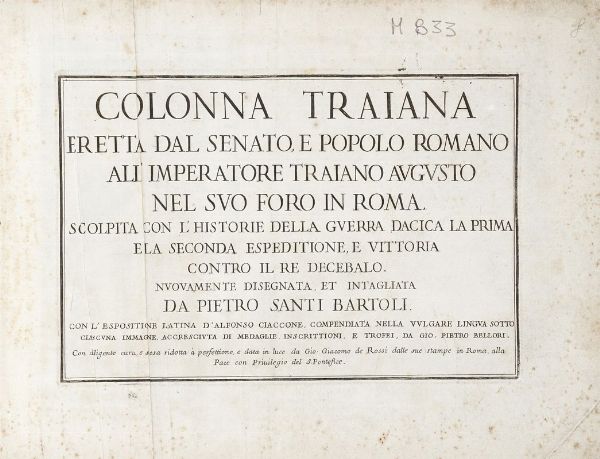 M B33
8
COLONNA TRAIANA
ERETTA DAL SENATO, E POPOLO ROMANO
ALL IMPERATORE TRAIANO AVGVSTO
NEL SVO FORO IN ROMA.
SCOLPITA CON L'HISTORIE DELLA GVERRA DACICA LA PRIMA
E LA SECONDA ESPEDITIONE, E VITTORIA
CONTRO IL RE DECEBALO.
NVOVAMENTE DISEGNATA, ET INTAGLIATA
DA PIETRO SANTI BARTOLI.
CON L'ESPOSITIONE LATINA D'ALFONSO CIACCONE, COMPENDIATA NELLA VVLGARE LINGVA SOTTO
CIASCVNA IMMAGINE, ACCRESCIVTA DI MEDAGLIE, INSCRITTIONI, E TROFEI, DA GIO. PIETRO BELLORI.
Con diligente cura, e spesa ridotta à perfettione, e data in luce da Gio. Giacomo de Rossi dalle sue stampe in Roma, alla
Pace con Privilegio del S. Pontefice.